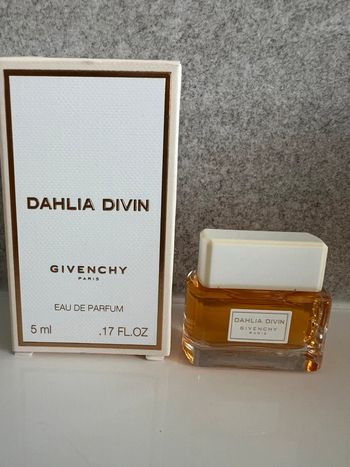 DAHLIA DIVIN
GIVENCHY
PARIS
EAU DE PARFUM
5 ml .17 FL.OZ
DAHLIA DIVIN
GIVENCHY
PARIS